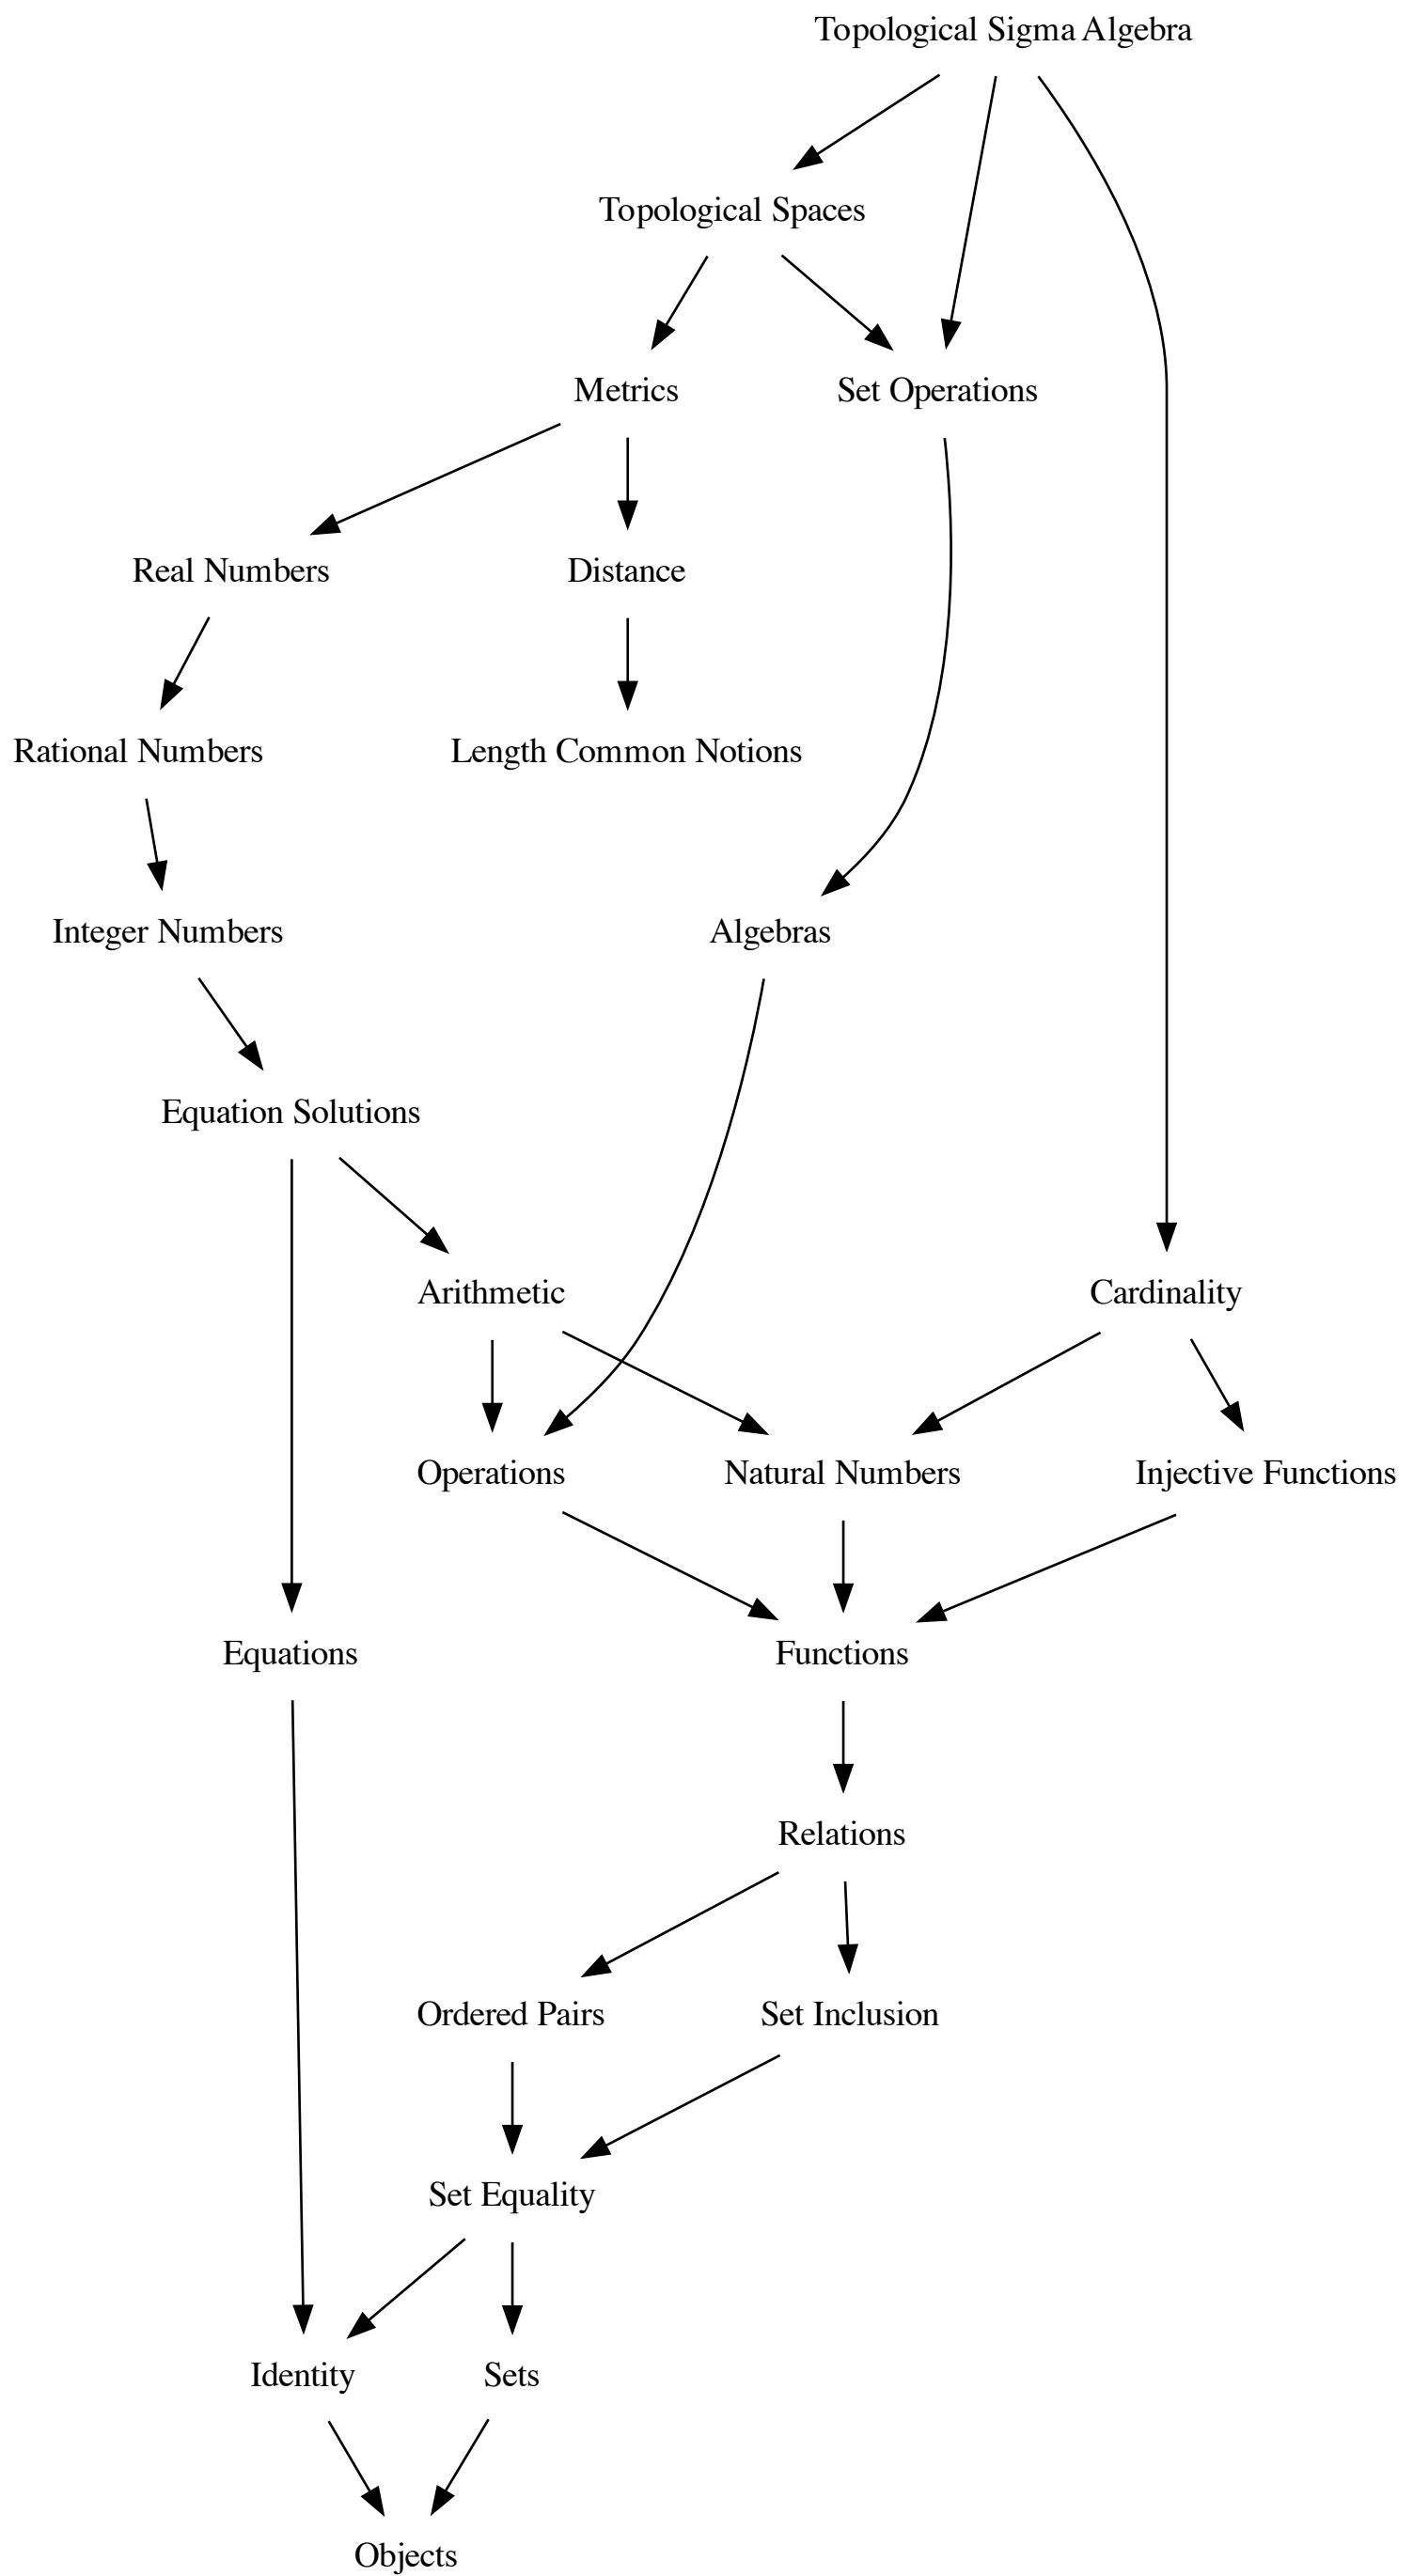 Topological Sigma Algebra
Topological Spaces
Metrics
Set Operations
Real Numbers
Distance
Rational Numbers
Length Common Notions
Integer Numbers
Algebras
Equation Solutions
Arithmetic
Cardinality
Operations
Natural Numbers
Injective Functions
Equations
Functions
Relations
Ordered Pairs
Set Inclusion
Set Equality
Identity
Sets
Objects